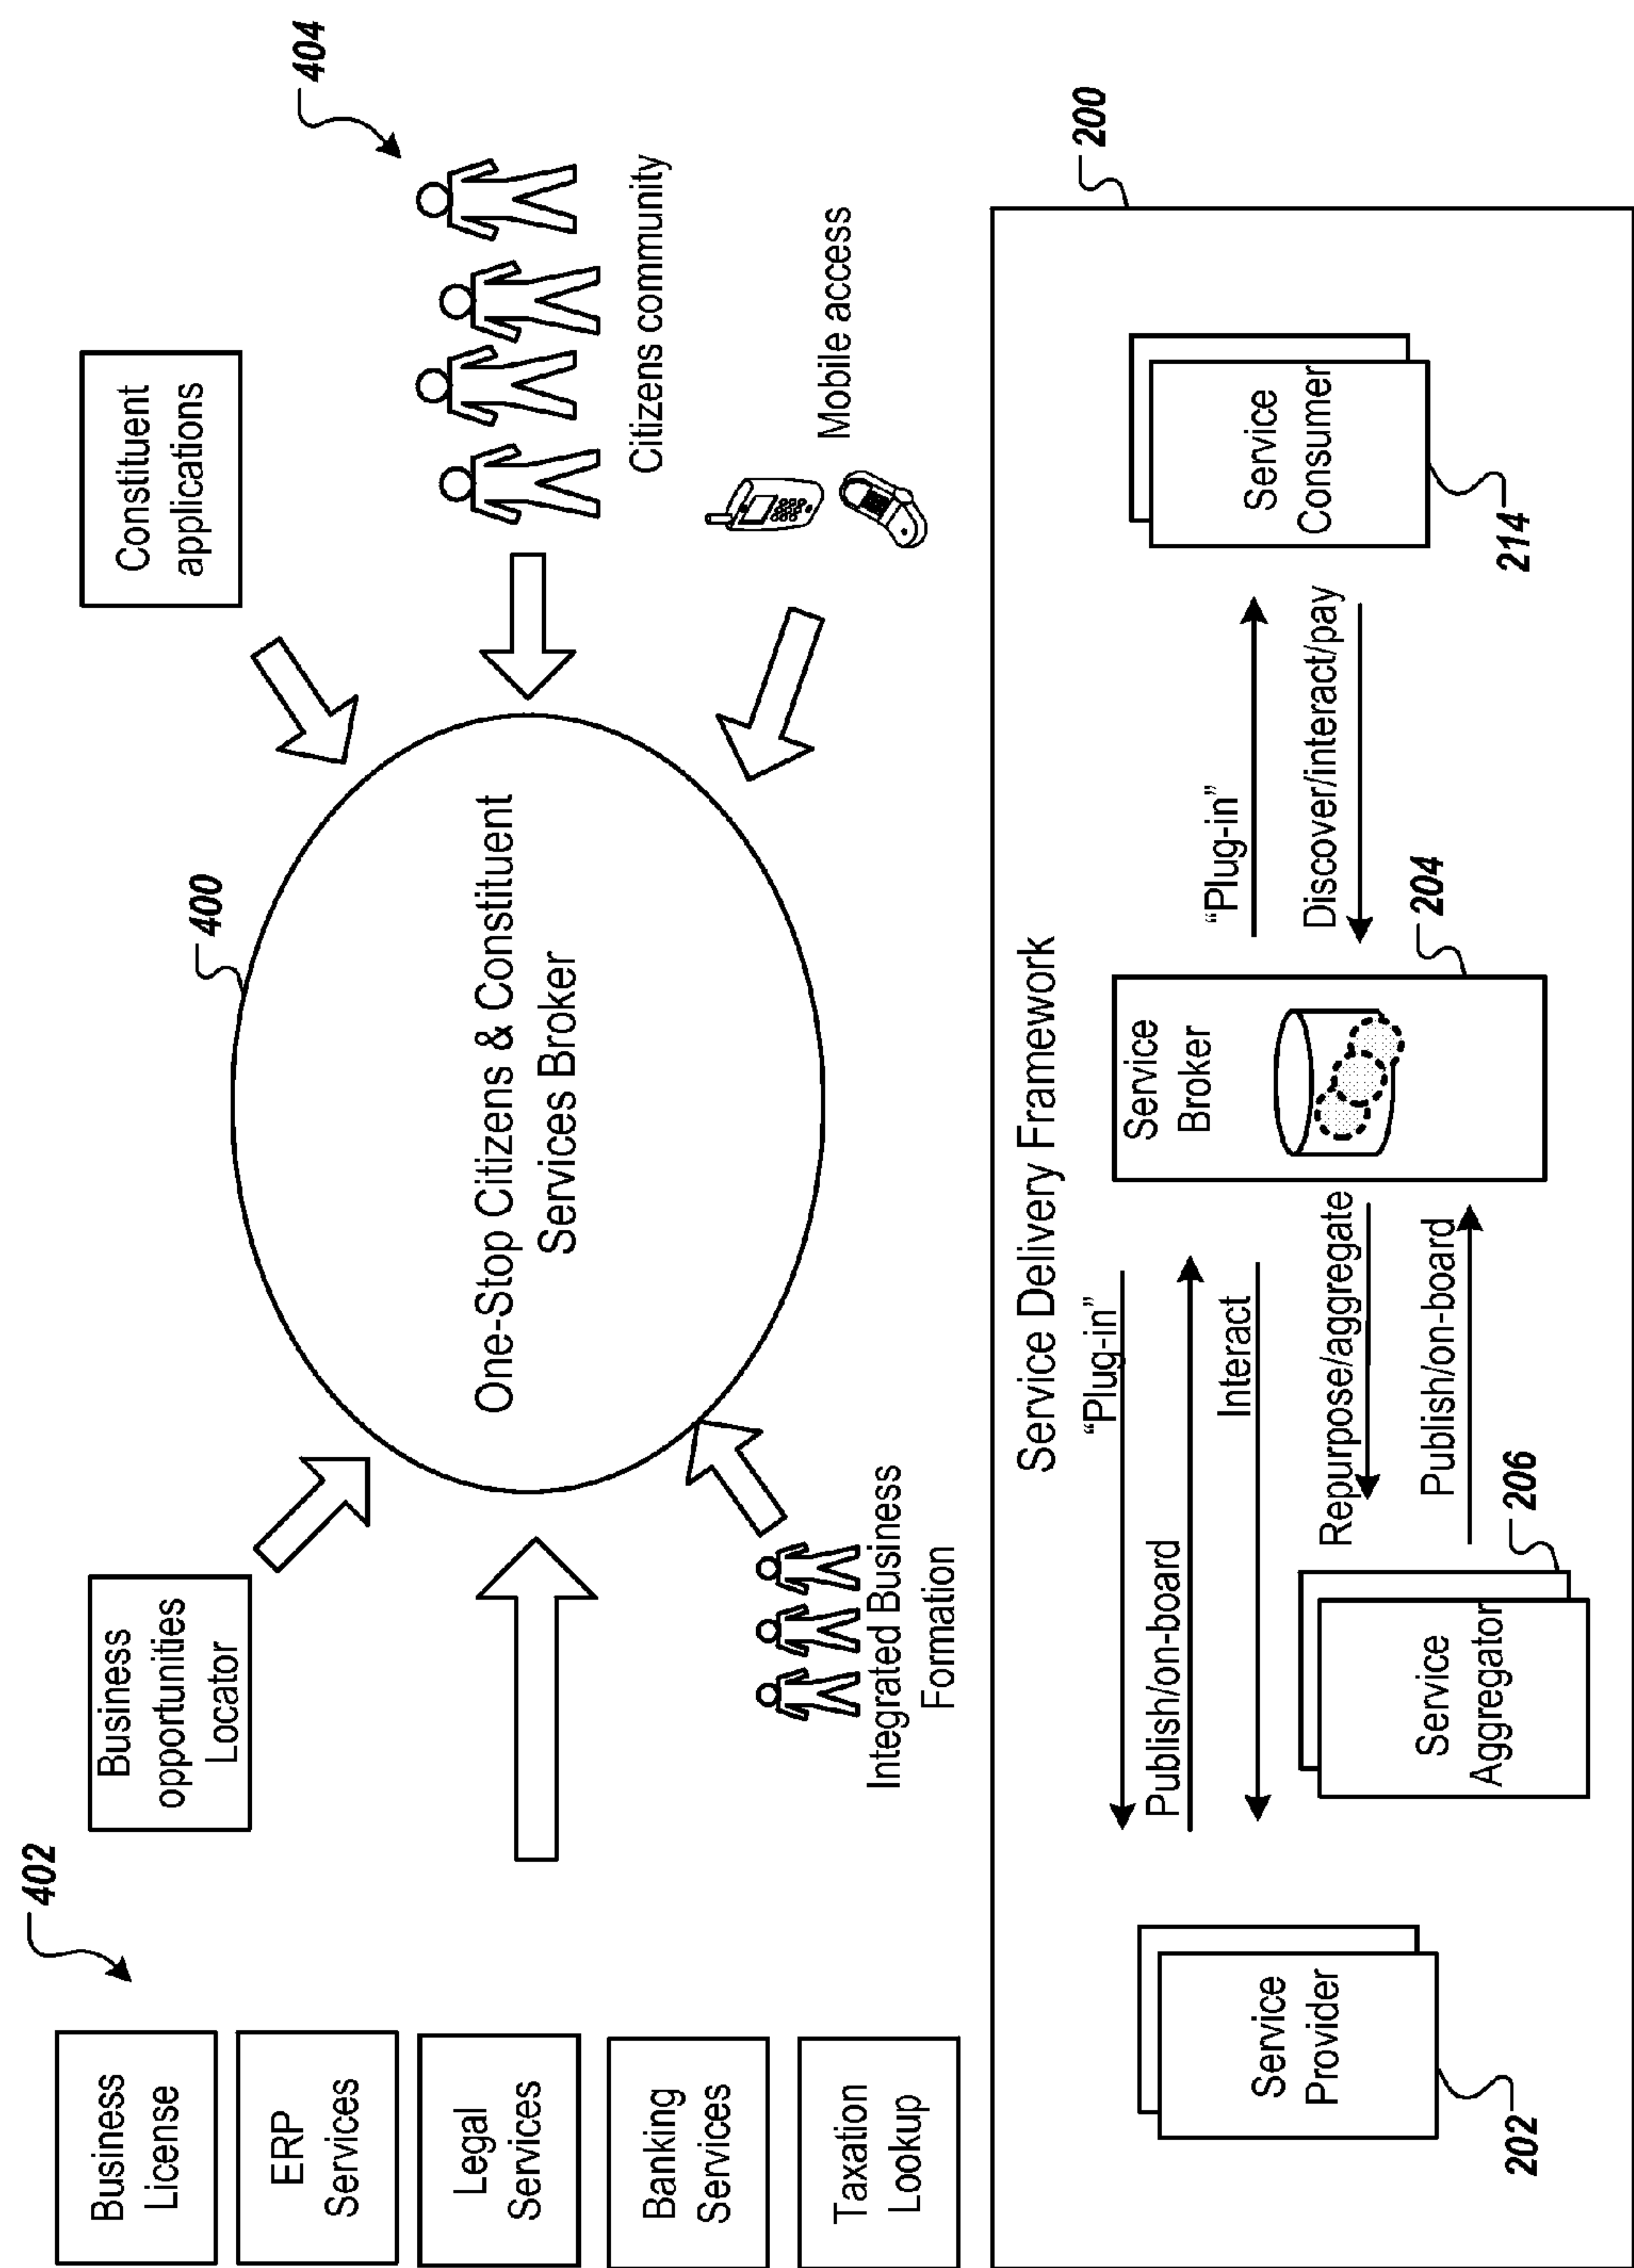 402
404
Business
License
ERP
Services
Legal
Services
Banking
Services
Taxation
Lookup
Business
opportunities
Locator
Integrated Business
Formation
400
One-Stop Citizens & Constituent
Services Broker
Constituent
applications
Citizens community
Mobile access
200
Service Delivery Framework
Service
Provider
202
“Plug-in”
Publish/on-board
Interact
Repurpose/aggregate
Publish/on-board
Service
Aggregator
206
Service
Broker
204
“Plug-in”
Discover/interact/pay
Service
Consumer
214